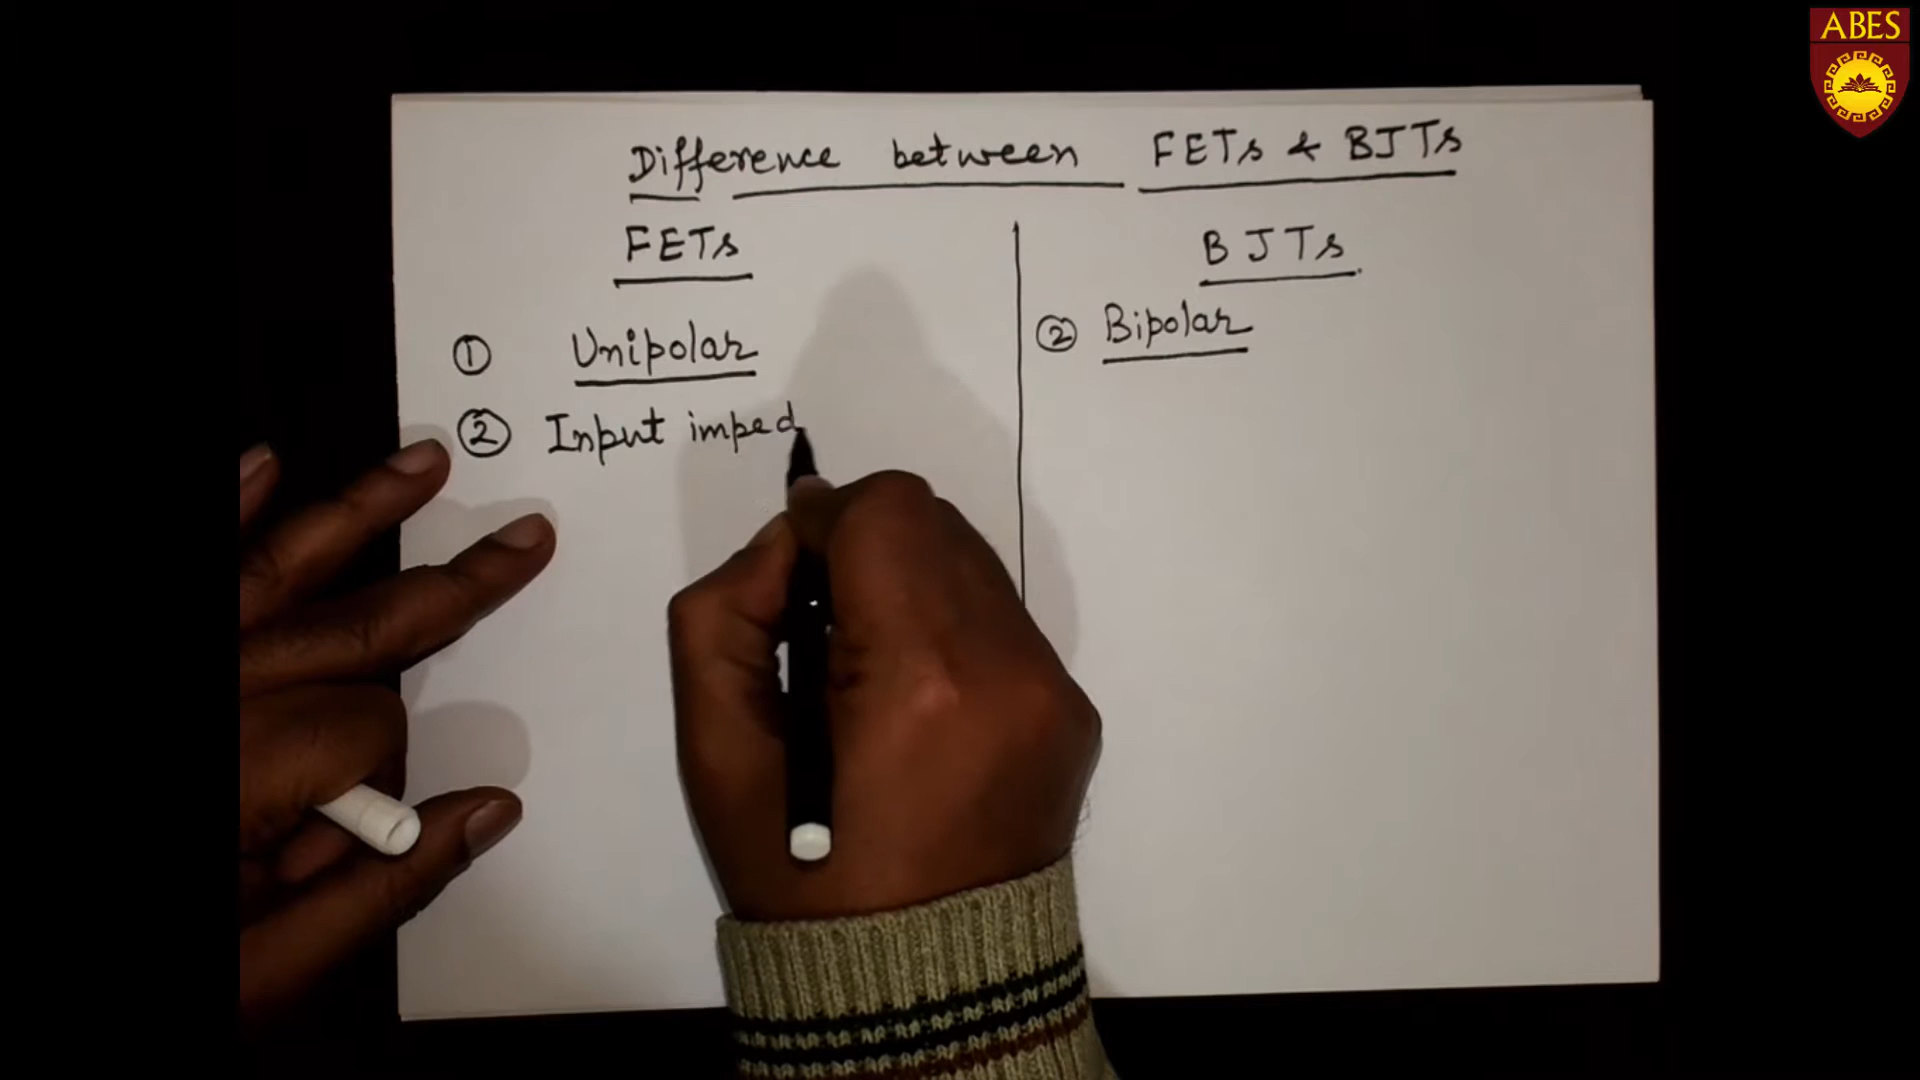 ABES
Difference between FETs & BJTs
FETs
BJTs
① Unipolar
② Bipolar
② Input imped